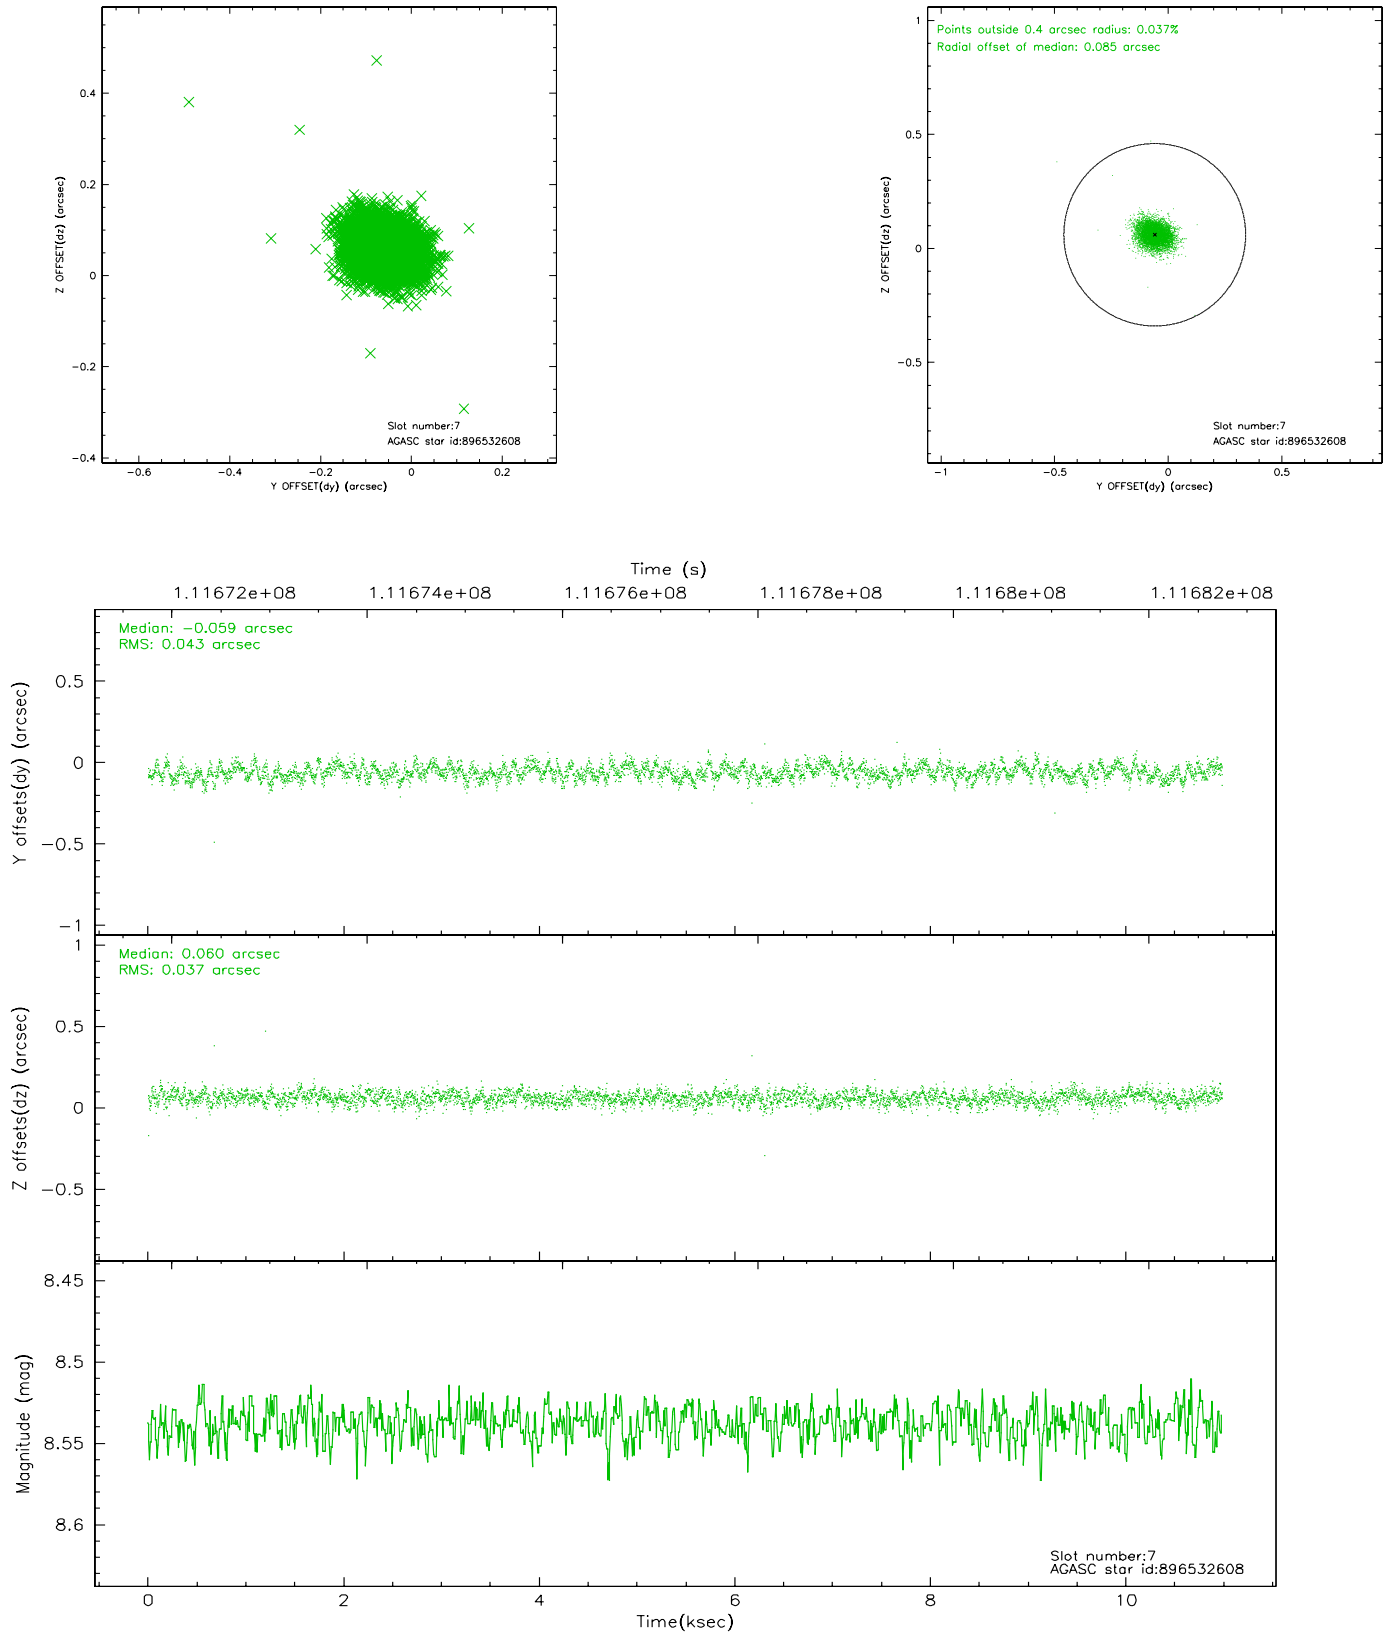 0.4
0.2
0
−0.2
−0.4
Z OFFSET(dz) (arcsec)
−0.6
−0.4
−0.2
0
0.2
Y OFFSET(dy) (arcsec)
Slot number:7
AGASC star id:896532608
Points outside 0.4 arcsec radius: 0.037%
Radial offset of median: 0.085 arcsec
1
0.5
0
−0.5
Z OFFSET(dz) (arcsec)
−1
−0.5
0
0.5
Y OFFSET(dy) (arcsec)
Slot number:7
AGASC star id:896532608
Time (s)
1.11672e+08
1.11674e+08
1.11676e+08
1.11678e+08
1.1168e+08
1.11682e+08
Median: −0.059 arcsec
RMS: 0.043 arcsec
0.5
0
−0.5
−1
Y offsets(dy) (arcsec)
Median: 0.060 arcsec
RMS: 0.037 arcsec
1
0.5
0
−0.5
Z offsets(dz) (arcsec)
8.45
8.5
8.55
8.6
Magnitude (mag)
Slot number:7
AGASC star id:896532608
0
2
4
6
8
10
Time(ksec)